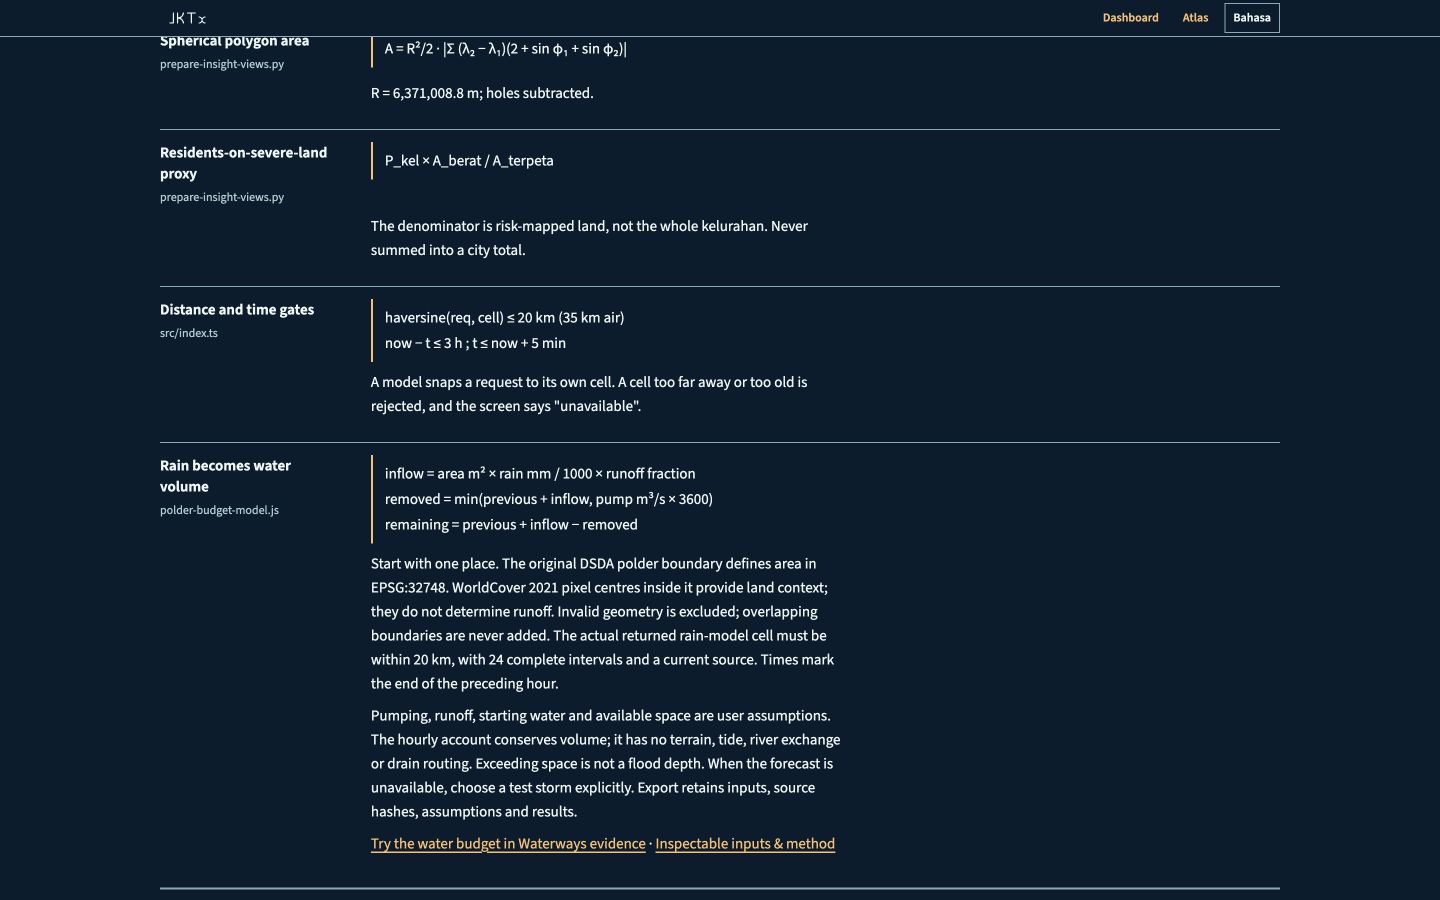 JKTx
Dashboard
Atlas
Bahasa
Spherical polygon area
prepare-insight-views.py
A = R²/2 · |Σ (λ₂ − λ₁)(2 + sin ϕ₁ + sin ϕ₂)|
R = 6,371,008.8 m; holes subtracted.
Residents-on-severe-land
proxy
prepare-insight-views.py
P_kel × A_berat / A_terpeta
The denominator is risk-mapped land, not the whole kelurahan. Never
summed into a city total.
Distance and time gates
src/index.ts
haversine(req, cell) ≤ 20 km (35 km air)
now − t ≤ 3 h ; t ≤ now + 5 min
A model snaps a request to its own cell. A cell too far away or too old is
rejected, and the screen says "unavailable".
Rain becomes water
volume
polder-budget-model.js
inflow = area m² × rain mm / 1000 × runoff fraction
removed = min(previous + inflow, pump m³/s × 3600)
remaining = previous + inflow − removed
Start with one place. The original DSDA polder boundary defines area in
EPSG:32748. WorldCover 2021 pixel centres inside it provide land context;
they do not determine runoff. Invalid geometry is excluded; overlapping
boundaries are never added. The actual returned rain-model cell must be
within 20 km, with 24 complete intervals and a current source. Times mark
the end of the preceding hour.
Pumping, runoff, starting water and available space are user assumptions.
The hourly account conserves volume; it has no terrain, tide, river exchange
or drain routing. Exceeding space is not a flood depth. When the forecast is
unavailable, choose a test storm explicitly. Export retains inputs, source
hashes, assumptions and results.
Try the water budget in Waterways evidence · Inspectable inputs & method